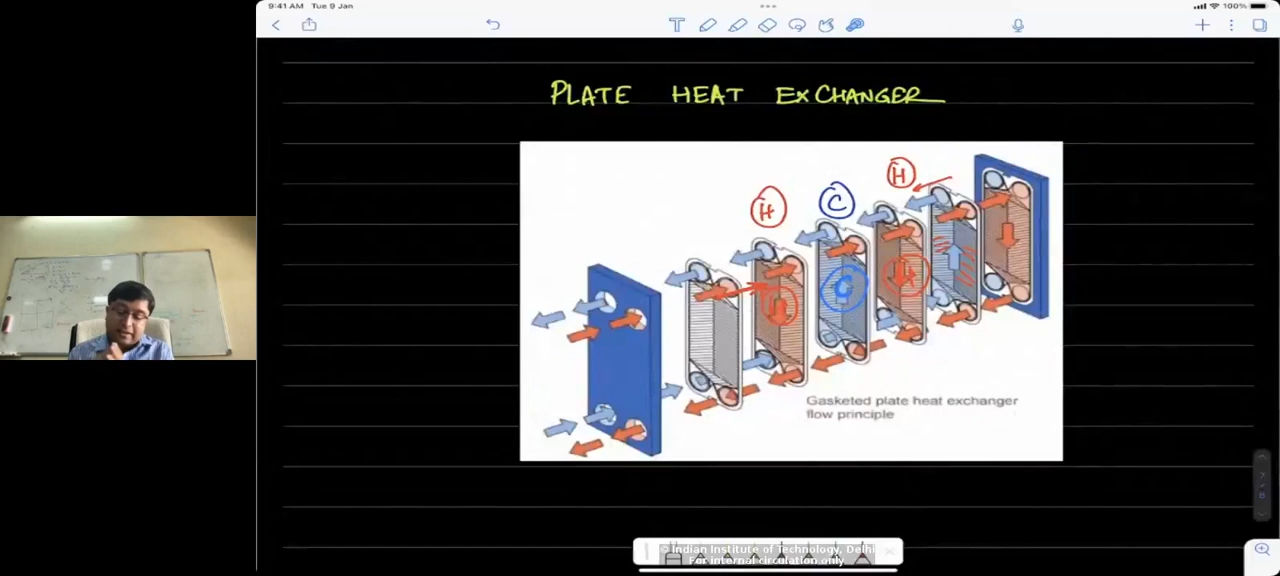 9:41 AM Tue 9 Jan
100%
PLATE HEAT EXCHANGER
H
C
H
C
Gasketed plate heat exchanger
flow principle
© Indian Institute of Technology, Delhi
For internal circulation only